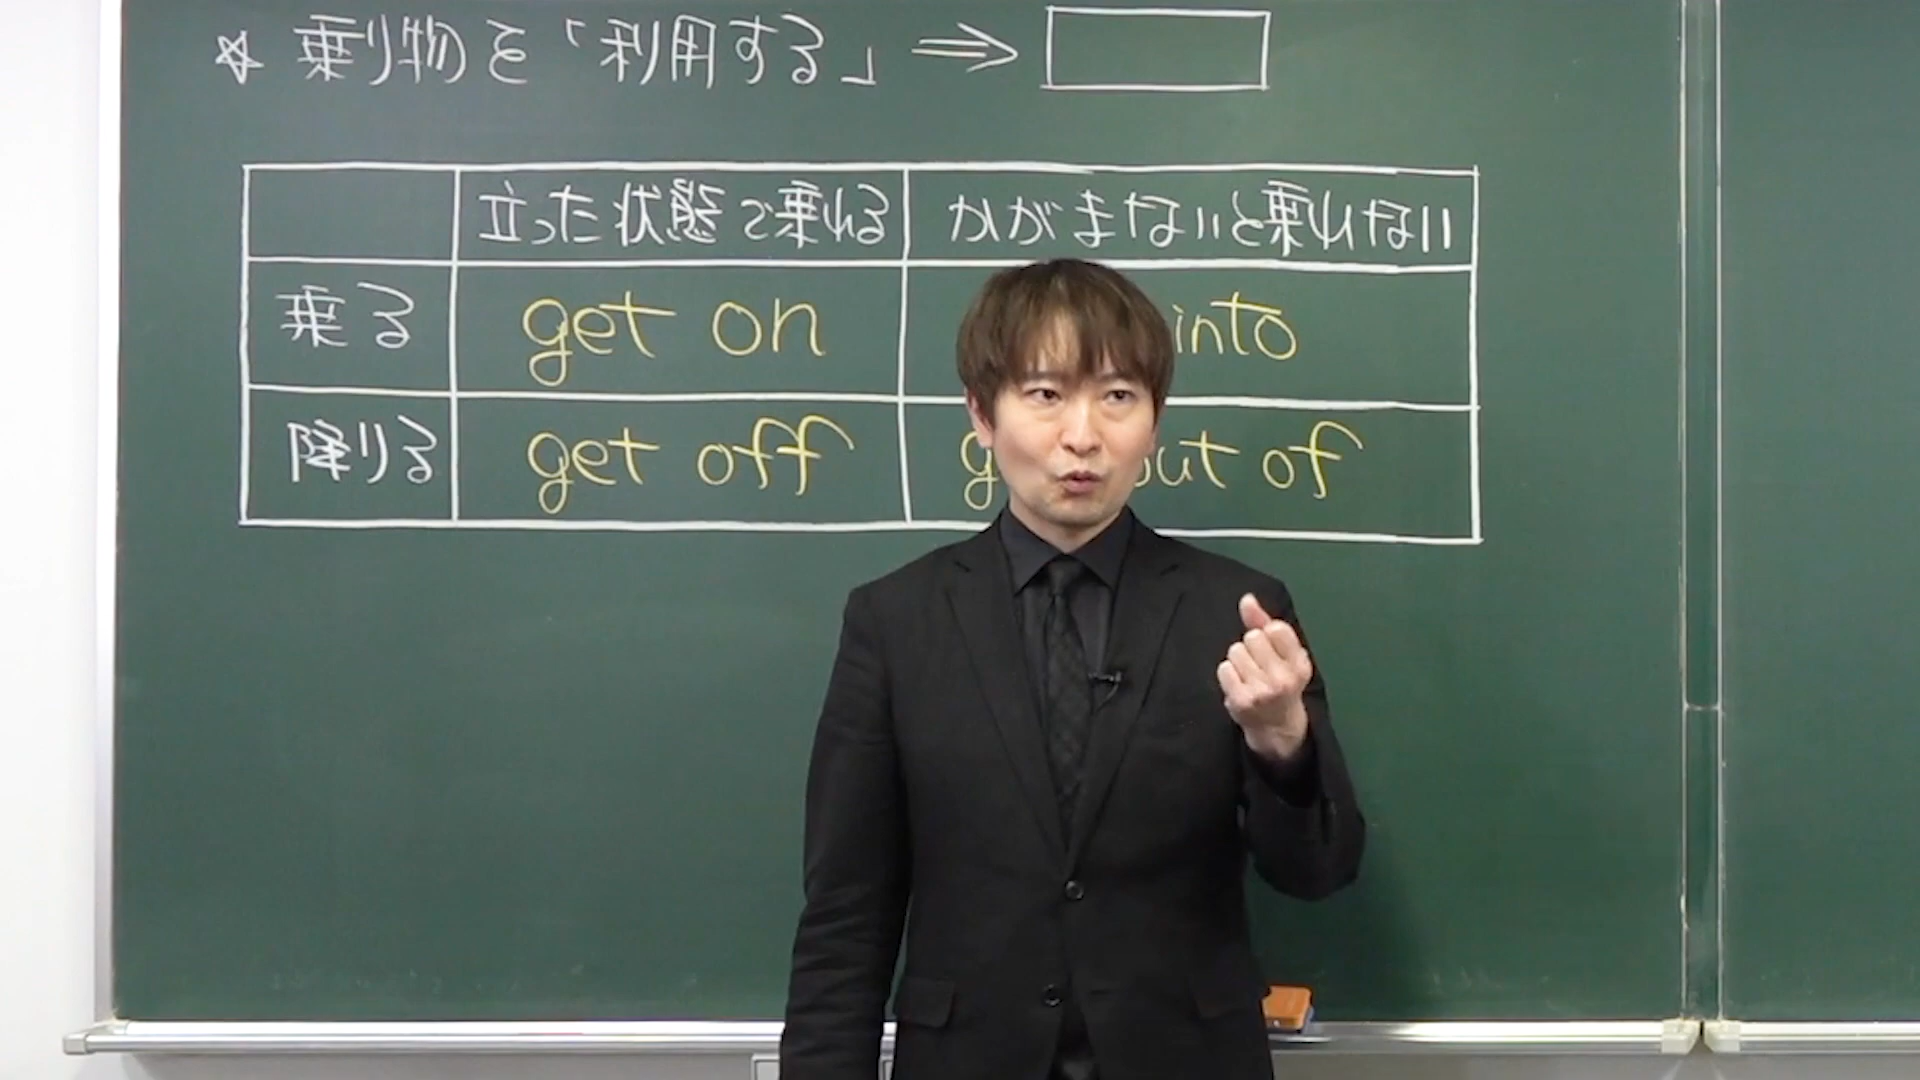 ☆ 乗り物を「利用する」⇒
立った状態で乗れる かがまないと乗れない
乗る get on into
降りる get off out of